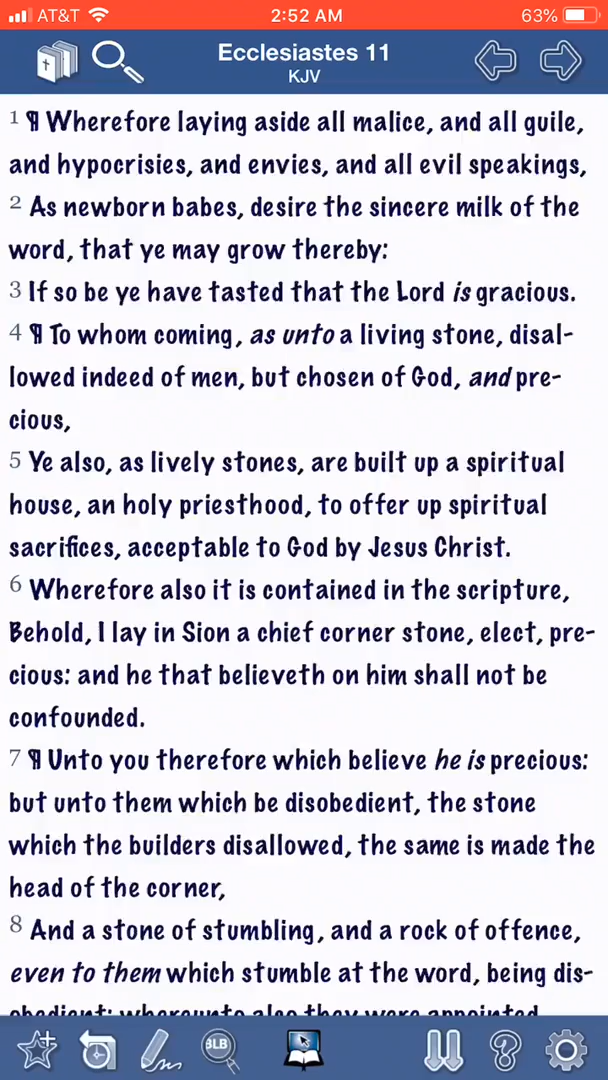 AT&T 2:52 AM 63%
Ecclesiastes 11
KJV
1 ¶ Wherefore laying aside all malice, and all guile,
and hypocrisies, and envies, and all evil speakings,
2 As newborn babes, desire the sincere milk of the
word, that ye may grow thereby:
3 If so be ye have tasted that the Lord is gracious.
4 ¶ To whom coming, as unto a living stone, disal-
lowed indeed of men, but chosen of God, and pre-
cious,
5 Ye also, as lively stones, are built up a spiritual
house, an holy priesthood, to offer up spiritual
sacrifices, acceptable to God by Jesus Christ.
6 Wherefore also it is contained in the scripture,
Behold, I lay in Sion a chief corner stone, elect, pre-
cious: and he that believeth on him shall not be
confounded.
7 ¶ Unto you therefore which believe he is precious:
but unto them which be disobedient, the stone
which the builders disallowed, the same is made the
head of the corner,
8 And a stone of stumbling, and a rock of offence,
even to them which stumble at the word, being dis-
obedient: whereunto also they were appointed
BLB